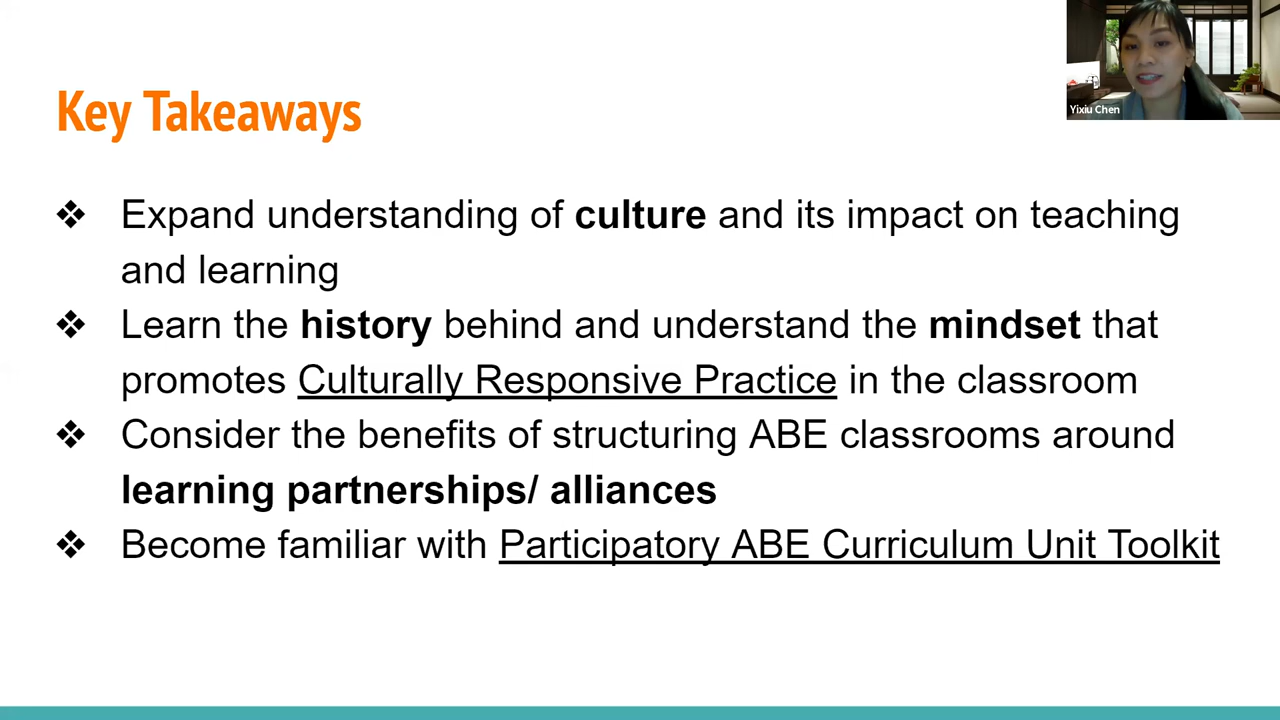 Key Takeaways
Yixiu Chen
❖ Expand understanding of culture and its impact on teaching
and learning
❖ Learn the history behind and understand the mindset that
promotes Culturally Responsive Practice in the classroom
❖ Consider the benefits of structuring ABE classrooms around
learning partnerships/ alliances
❖ Become familiar with Participatory ABE Curriculum Unit Toolkit